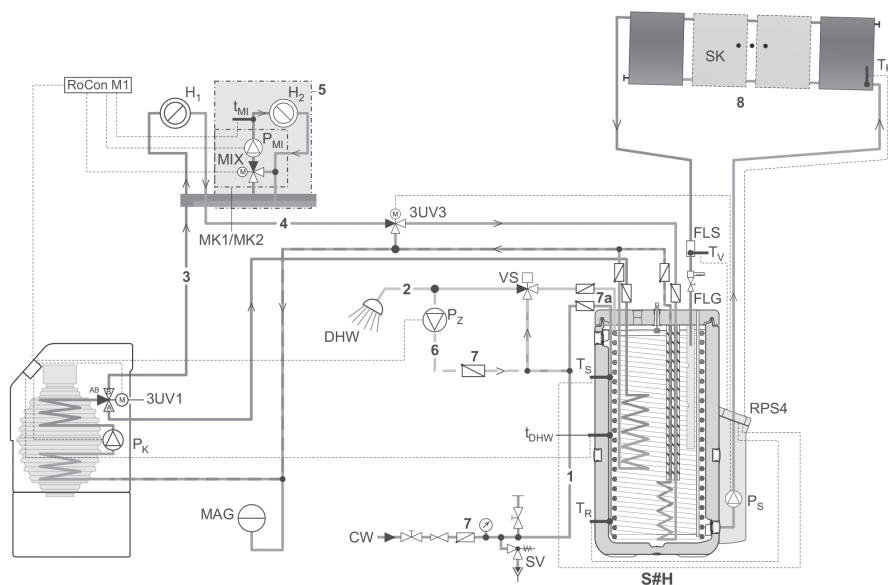 SK
T
8
RoCon M1
H1
tMI
H2
5
PMI
MIX
M
MK1/MK2
4
M
3UV3
FLS
TV
3
VS
FLG
2
7a
DHW
PZ
6
7
TS
AB
B
A
M
3UV1
RPS4
PK
tDHW
1
PS
MAG
TR
7
CW
SV
S#H